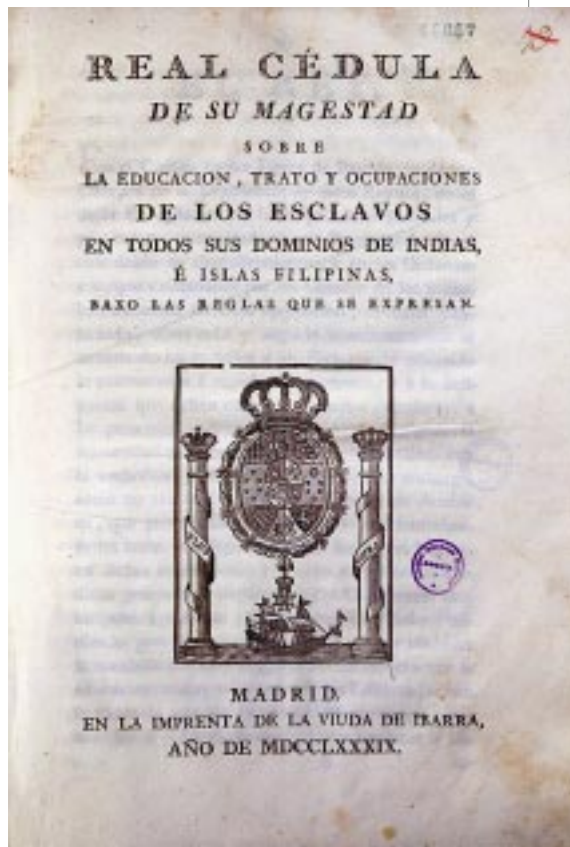 REAL CÉDULA
DE SU MAGESTAD
SOBRE
LA EDUCACION, TRATO Y OCUPACIONES
DE LOS ESCLAVOS
EN TODOS SUS DOMINIOS DE INDIAS,
É ISLAS FILIPINAS,
BAXO LAS REGLAS QUE SE EXPRESAN.
MADRID.
EN LA IMPRENTA DE LA VIUDA DE IBARRA,
AÑO DE MDCCLXXXIX.